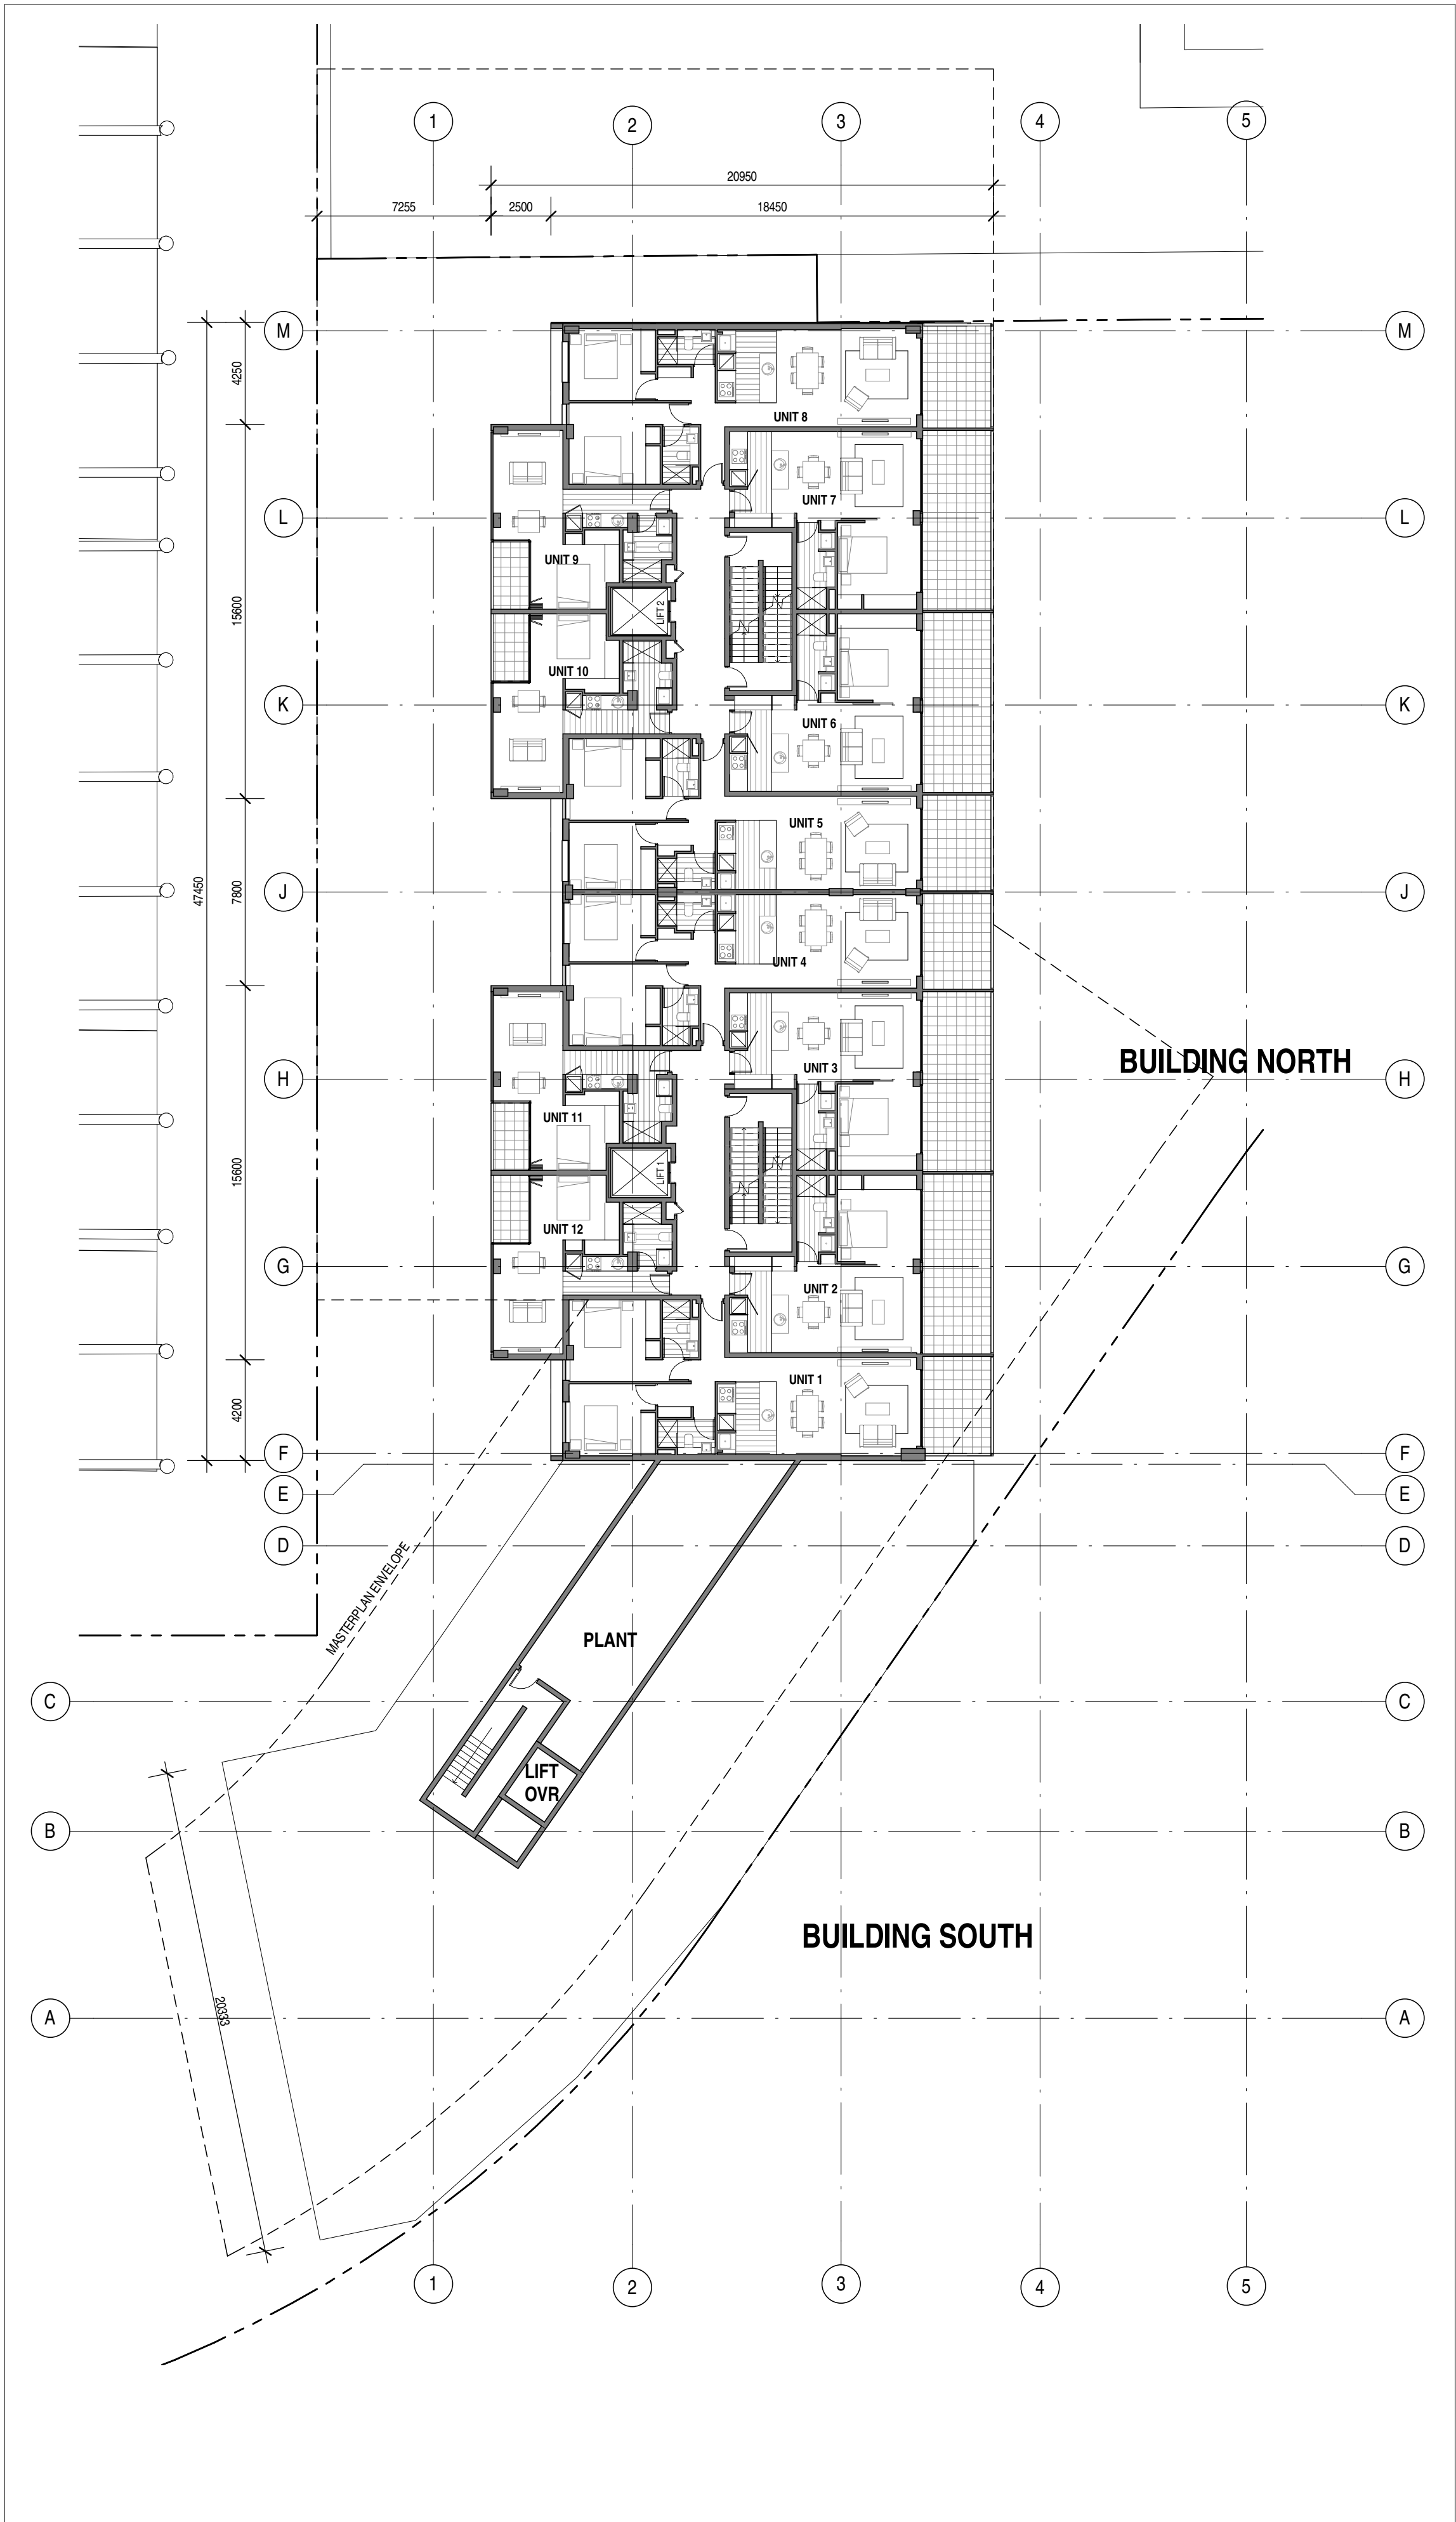 1
2
3
4
5
20950
7255
2500
18450
M
M
4250
UNIT 8
UNIT 7
L
L
UNIT 9
15600
LIFT 2
UNIT 10
K
K
UNIT 6
UNIT 5
47450
7800
J
J
UNIT 4
BUILDING NORTH
UNIT 3
H
H
UNIT 11
15600
LIFT 1
UNIT 12
G
G
UNIT 2
UNIT 1
4200
F
F
E
E
D
D
MASTERPLAN ENVELOPE
PLANT
C
C
LIFT
OVR
B
B
BUILDING SOUTH
20333
A
A
1
2
3
4
5